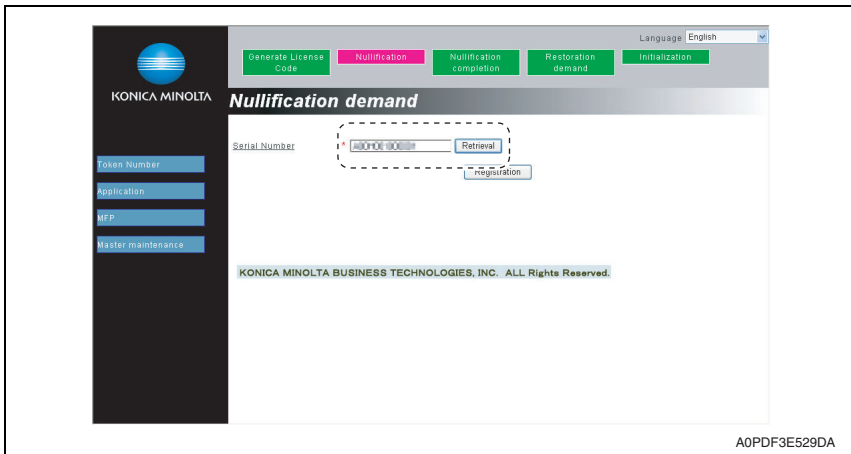 Language English
Generate License Code
Nullification
Nullification completion
Restoration demand
Initialization
KONICA MINOLTA
Nullification demand
Serial Number * Retrieval
Registration
Token Number
Application
MFP
Master maintenance
KONICA MINOLTA BUSINESS TECHNOLOGIES, INC. ALL Rights Reserved.
A0PDF3E529DA